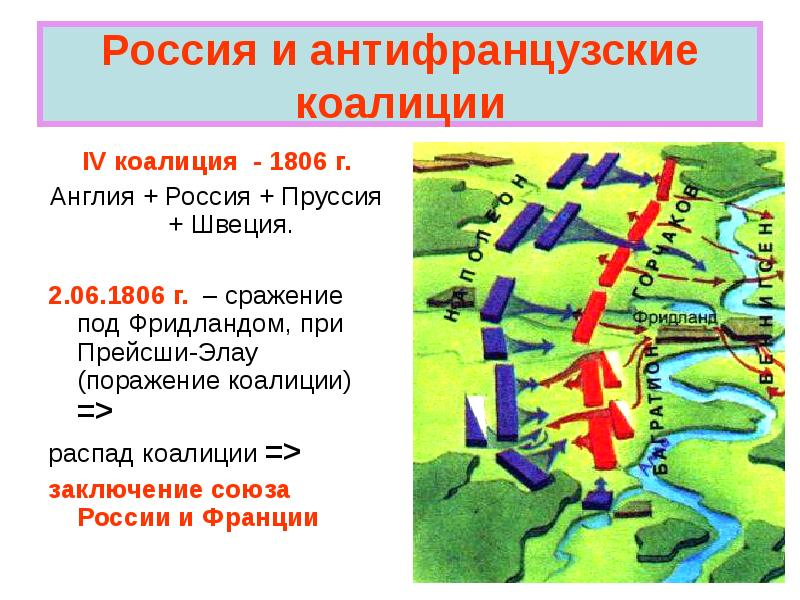 Россия и антифранцузские
коалиции
IV коалиция - 1806 г.
Англия + Россия + Пруссия
+ Швеция.
2.06.1806 г. – сражение
под Фридландом, при
Прейсши-Элау
(поражение коалиции)
=>
распад коалиции =>
заключение союза
России и Франции
НАПОЛЕОН
ГОРЧАКОВ
Фридланд
БАГРАТИОН
БЕННИГСЕН